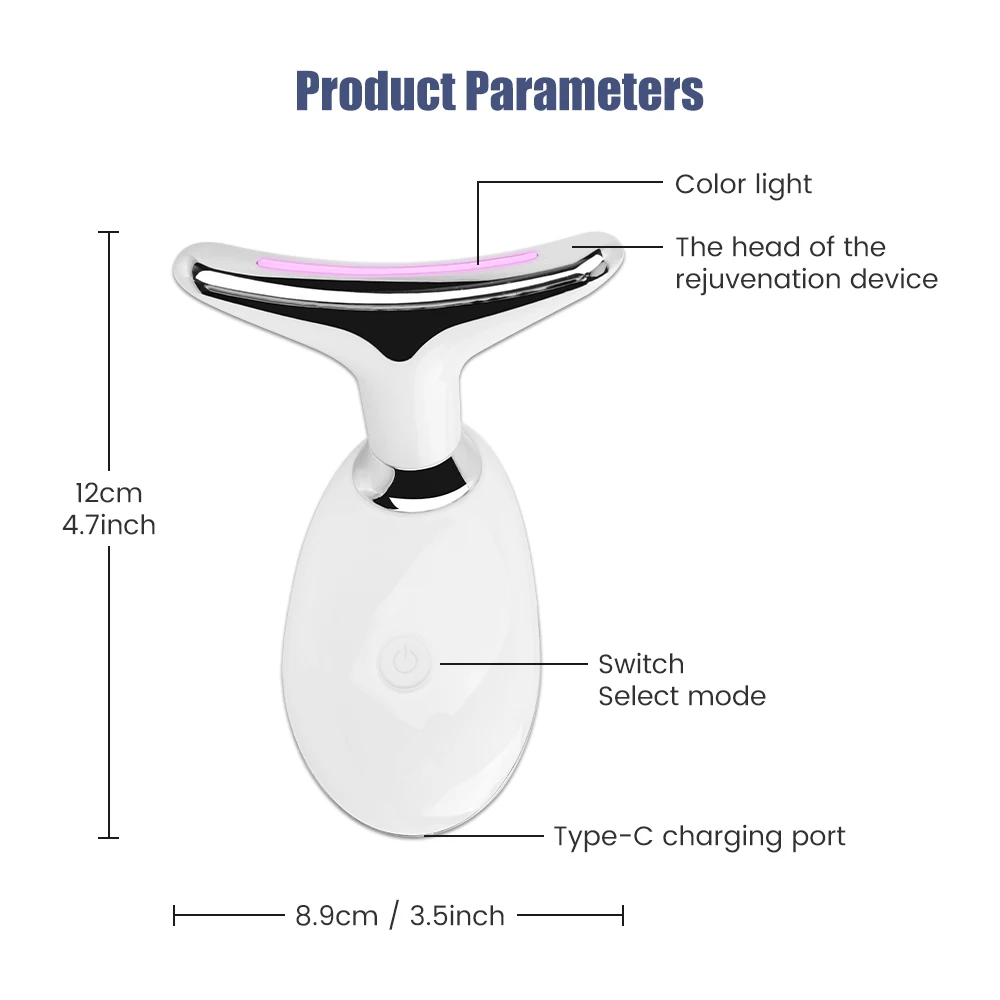 Product Parameters
Color light
The head of the
rejuvenation device
12cm
4.7inch
Switch
Select mode
Type-C charging port
8.9cm / 3.5inch